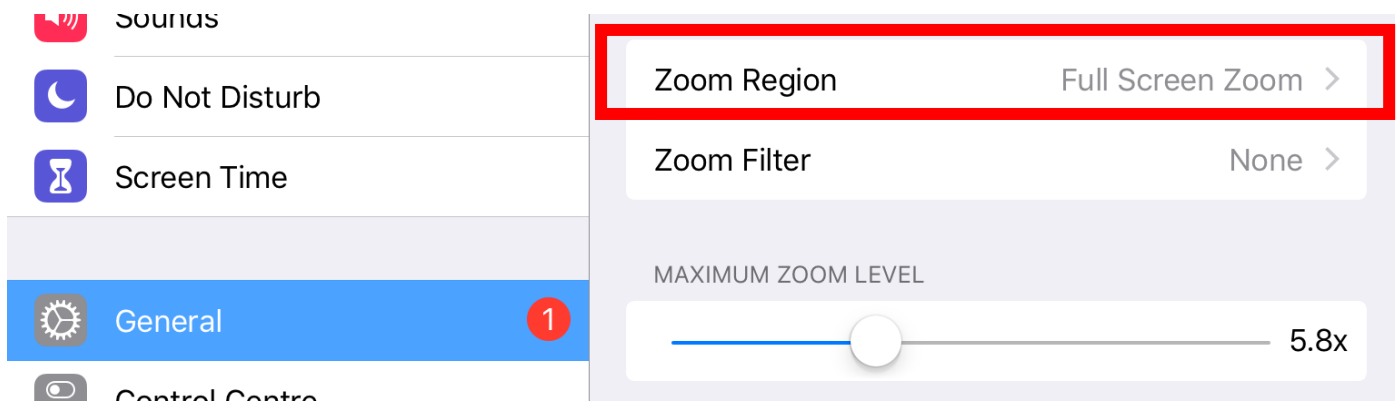 Sounds
Do Not Disturb
Screen Time
General 1
Control Centre
Zoom Region Full Screen Zoom
Zoom Filter None
MAXIMUM ZOOM LEVEL
5.8x